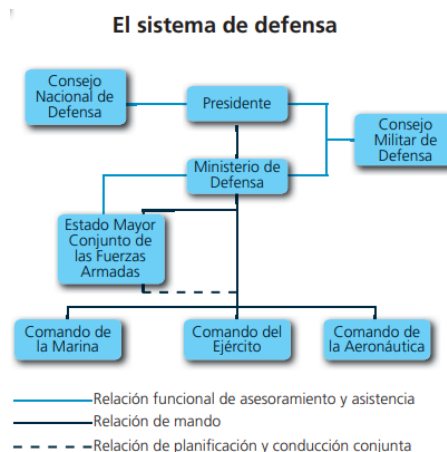 El sistema de defensa
Consejo
Nacional de
Defensa
Presidente
Consejo
Militar de
Defensa
Ministerio de
Defensa
Estado Mayor
Conjunto de
las Fuerzas
Armadas
Comando de
la Marina
Comando del
Ejército
Comando de
la Aeronáutica
Relación funcional de asesoramiento y asistencia
Relación de mando
Relación de planificación y conducción conjunta